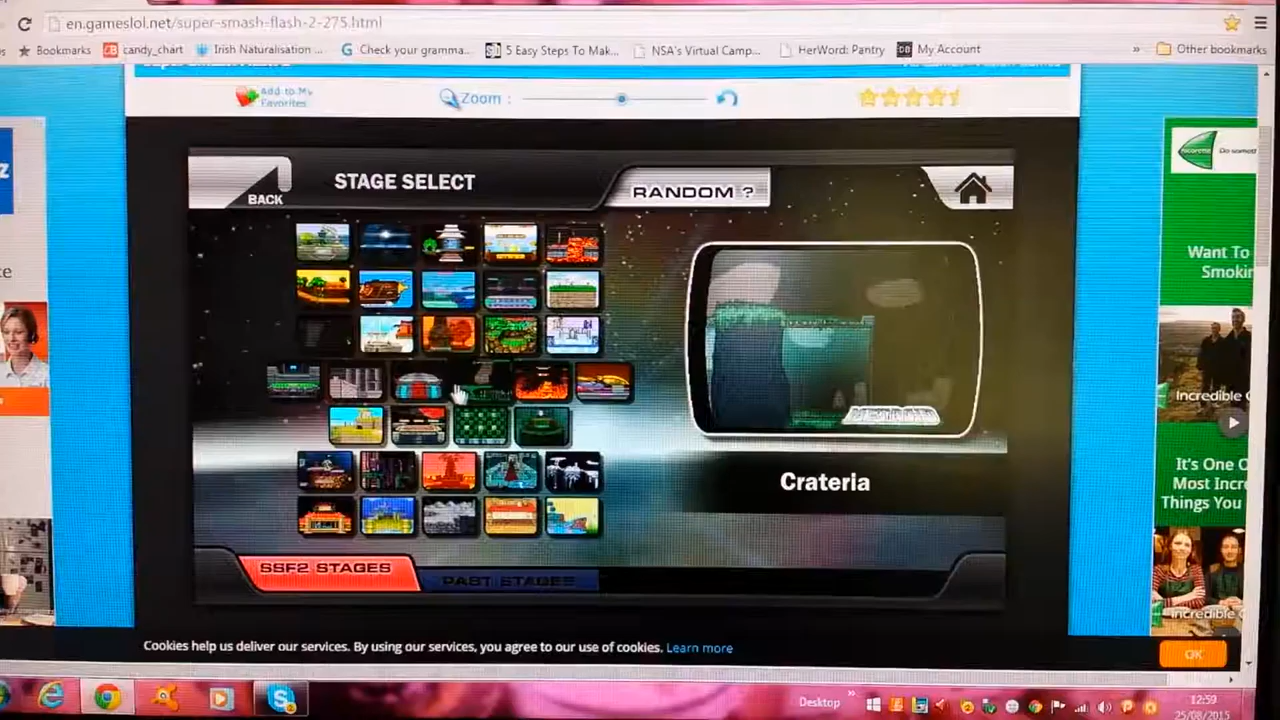 en.gameslol.net/super-smash-flash-2-275.html
Bookmarks candy_chart Irish Naturalisation ... Check your gramma... 5 Easy Steps To Mak... NSA's Virtual Camp... HerWord: Pantry My Account » Other bookmarks
Add to My Favorites
Zoom :
BACK
STAGE SELECT
RANDOM ?
Crateria
SSF2 STAGES
PAST STAGES
Want To
Smokin
Incredible
It's One O
Most Incre
Things You
Incredible
Cookies help us deliver our services. By using our services, you agree to our use of cookies. Learn more
OK
Desktop
12:59
25/08/2015